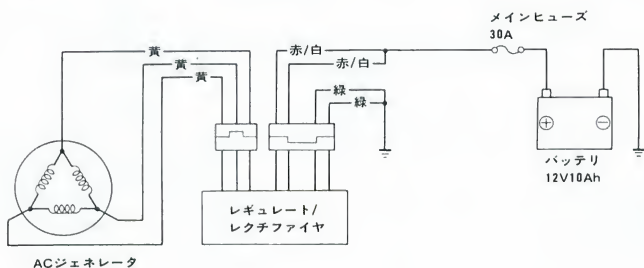 メインヒューズ
30A
黄
赤/白
黄
赤/白
黄
緑
緑
バッテリ
12V10Ah
レギュレート/
レクチファイヤ
ACジェネレータ